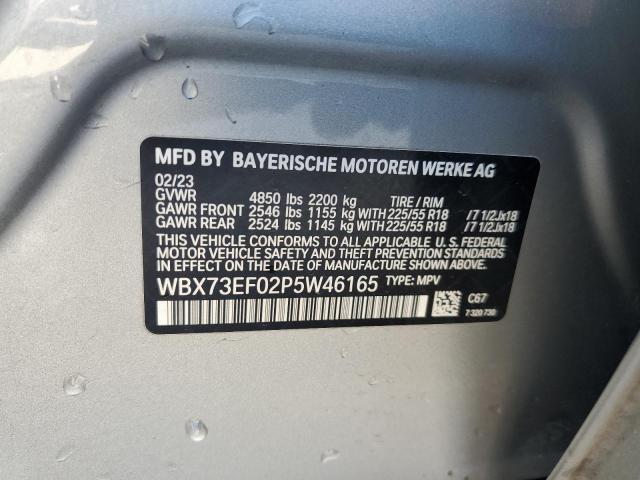 MFD BY BAYERISCHE MOTOREN WERKE AG
02/23
GVWR 4850 lbs 2200 kg TIRE / RIM
GAWR FRONT 2546 lbs 1155 kg WITH 225/55 R18 /7 1/2Jx18
GAWR REAR 2524 lbs 1145 kg WITH 225/55 R18 /7 1/2Jx18
THIS VEHICLE CONFORMS TO ALL APPLICABLE U. S. FEDERAL
MOTOR VEHICLE SAFETY AND THEFT PREVENTION STANDARDS
IN EFFECT ON THE DATE OF MANUFACTURE SHOWN ABOVE.
WBX73EF02P5W46165 TYPE: MPV
C67
7 320 730